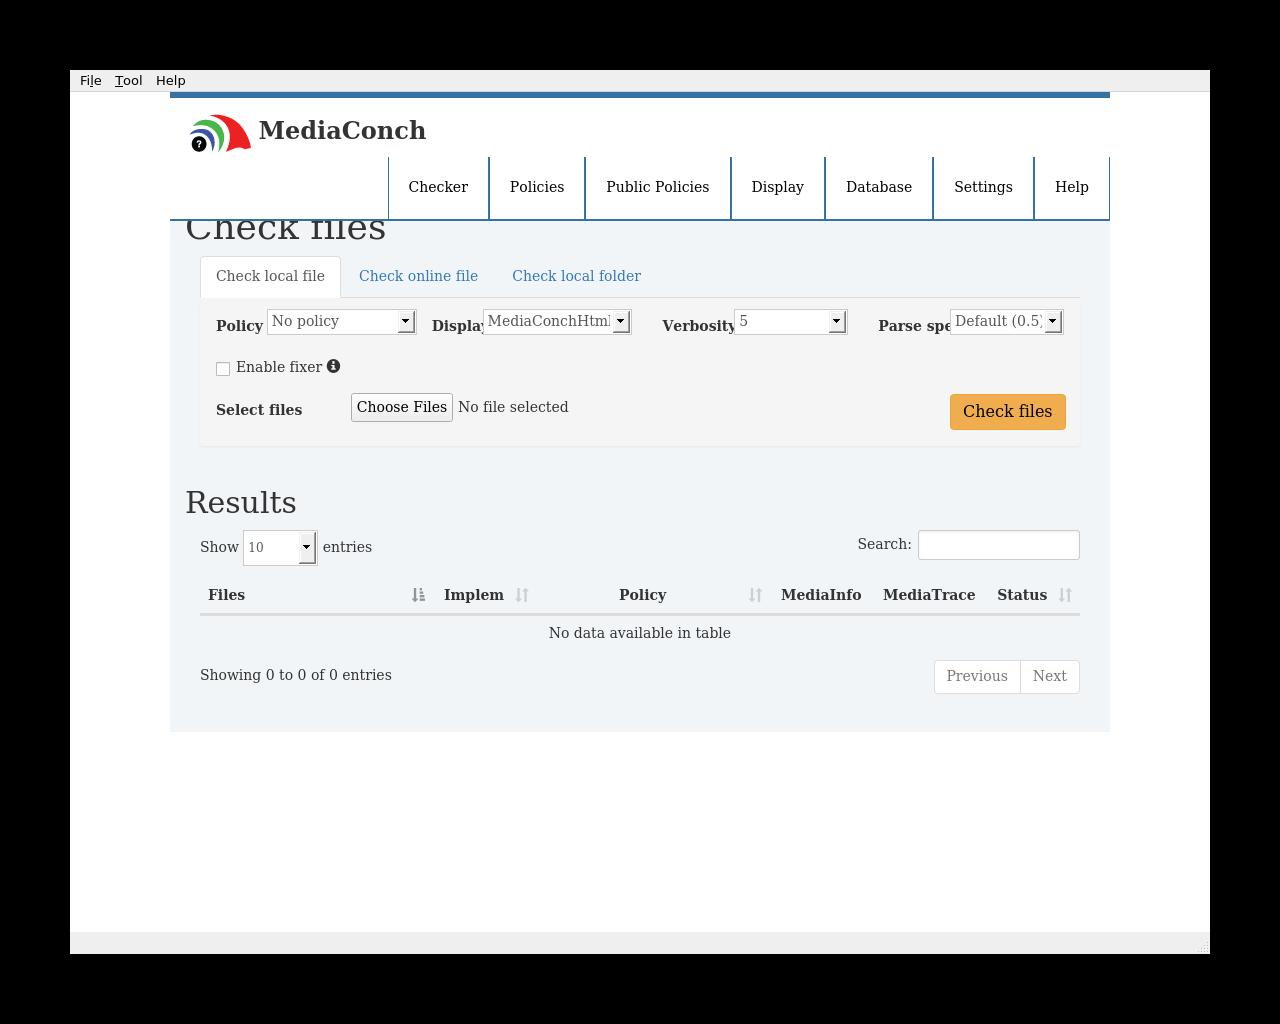 File Tool Help
MediaConch
Checker Policies Public Policies Display Database Settings Help
Check files
Check local file Check online file Check local folder
Policy No policy Display MediaConchHtml Verbosity 5 Parse spe Default (0.5)
Enable fixer
Select files Choose Files No file selected Check files
Results
Show 10 entries Search:
Files Implem Policy MediaInfo MediaTrace Status
No data available in table
Showing 0 to 0 of 0 entries Previous Next